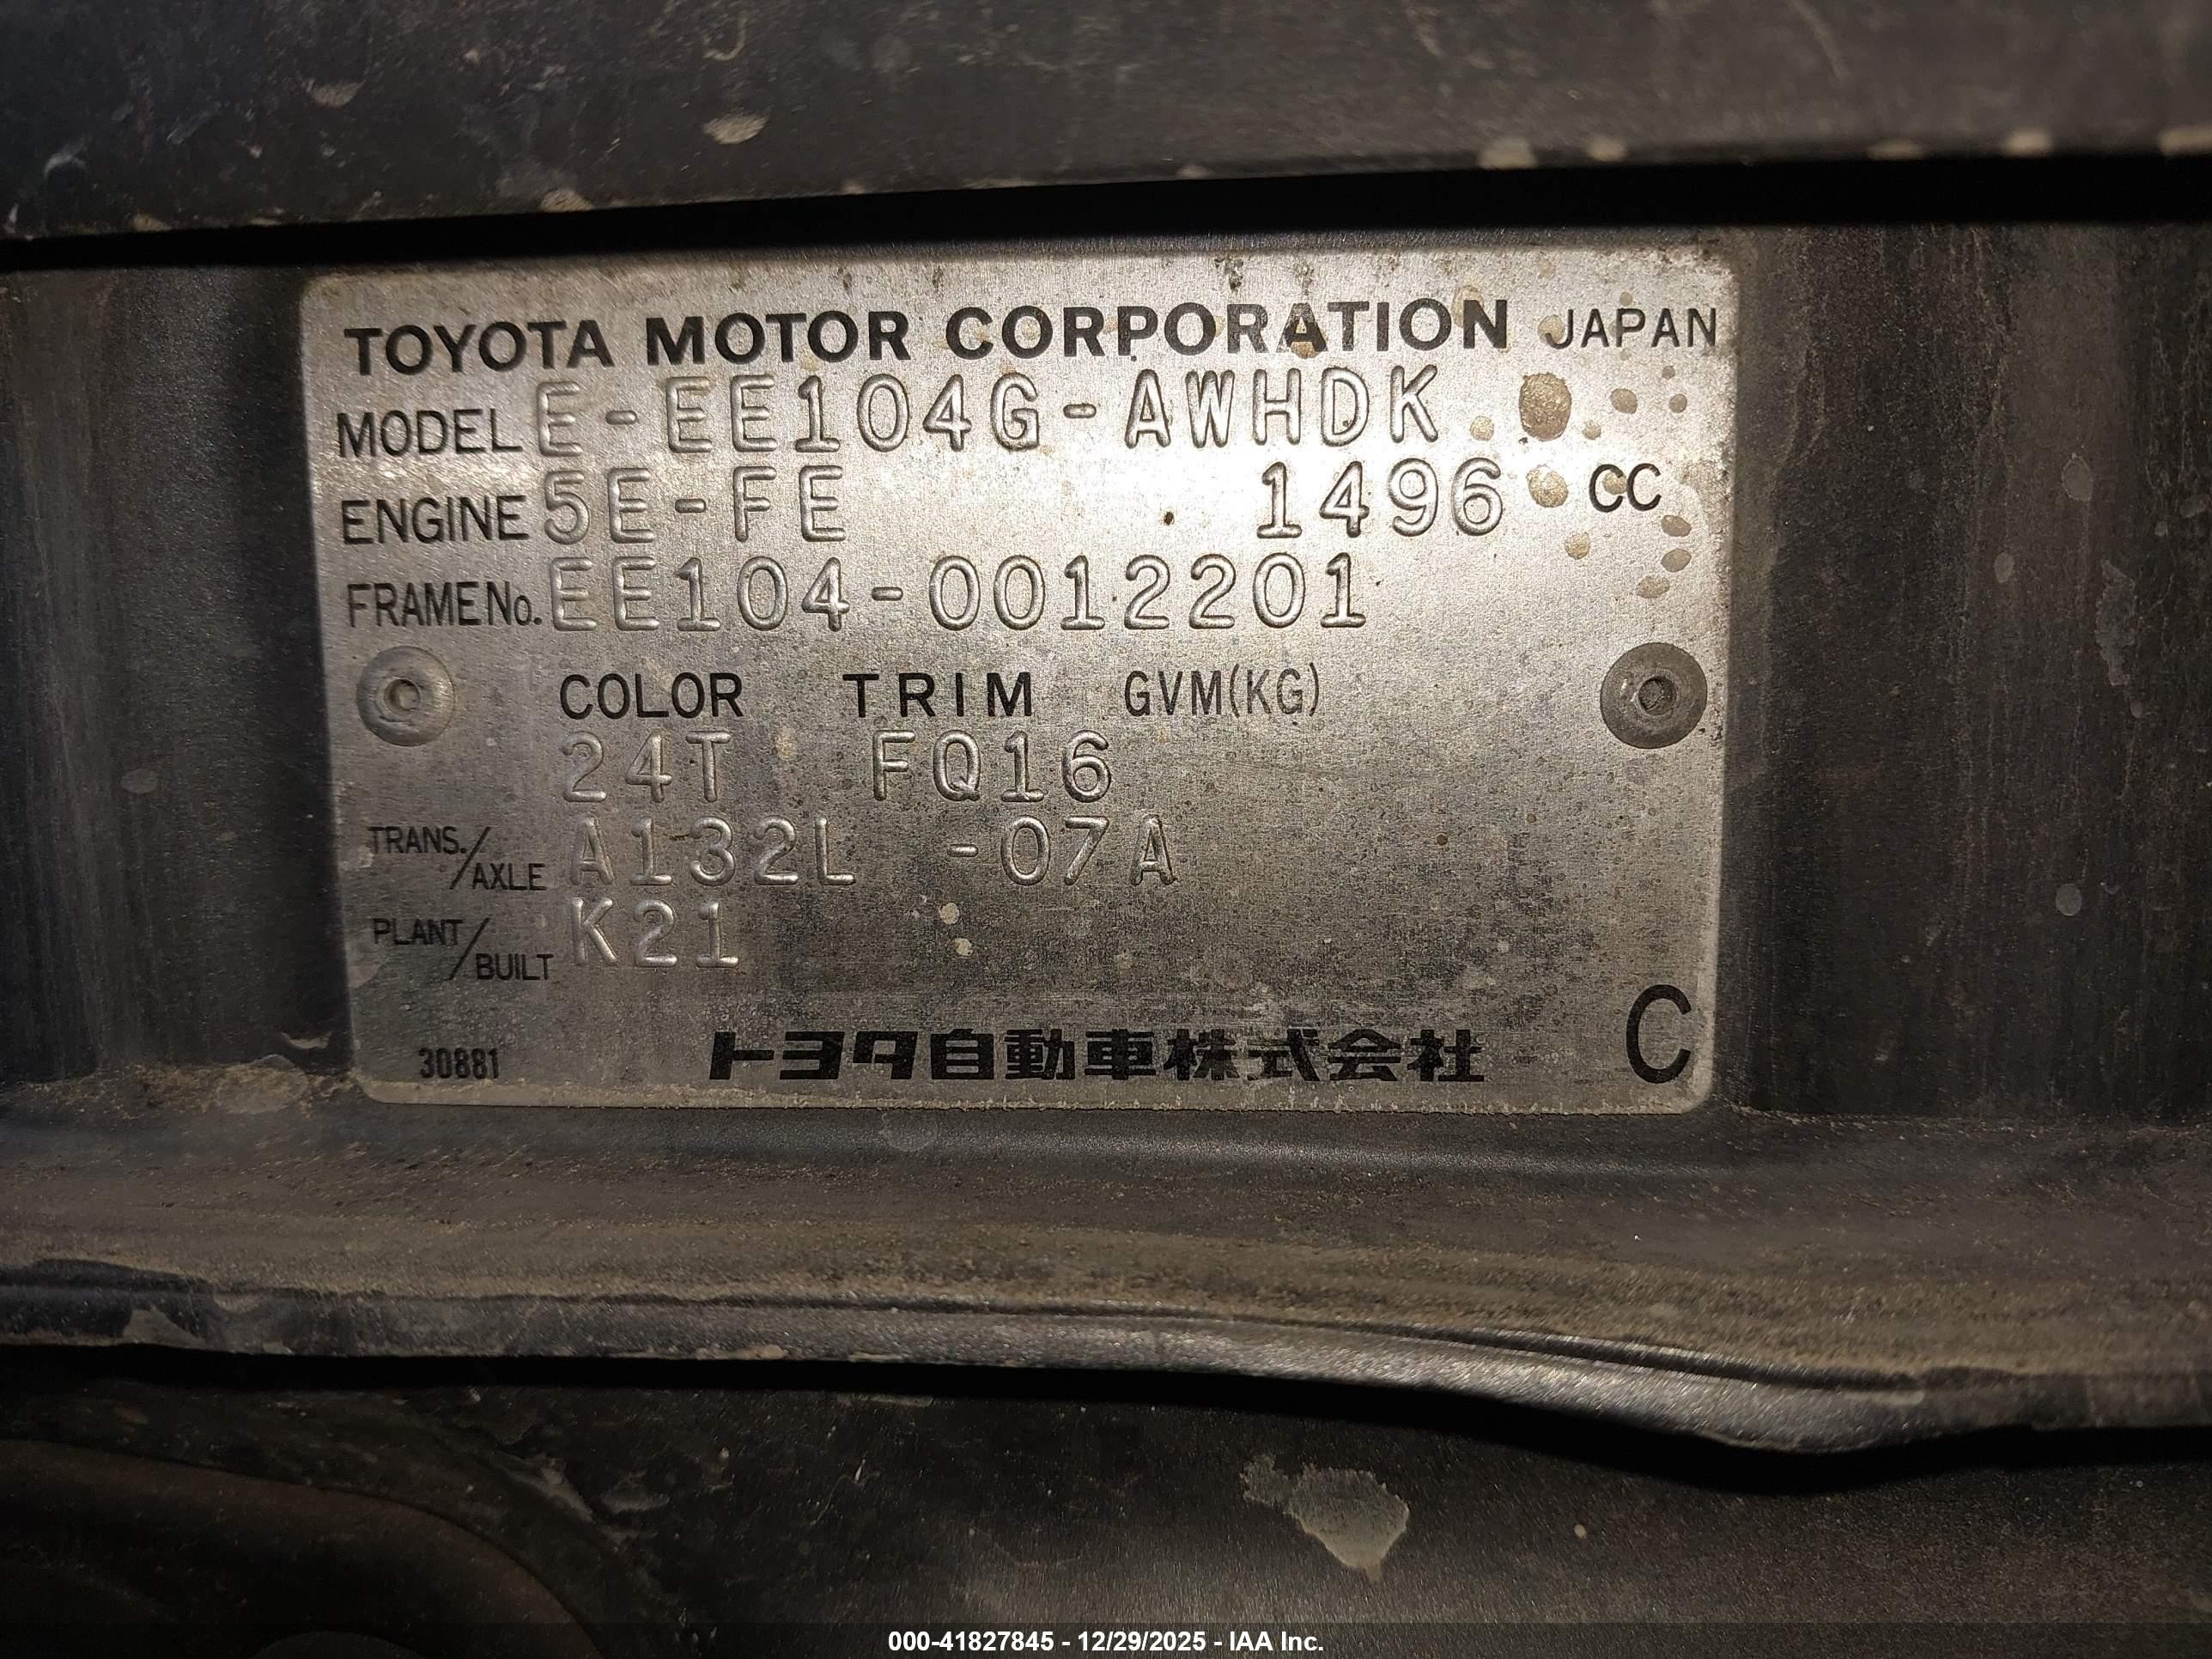 TOYOTA MOTOR CORPORATION JAPAN
MODEL E-EE104G-AWHDK
ENGINE 5E-FE 1496 CC
FRAME No. EE104-0012201
COLOR TRIM GVM(KG)
24T FQ16
TRANS./AXLE A132L -07A
PLANT/BUILT K21
30881 トヨタ自動車株式会社 C
000-41827845 - 12/29/2025 - IAA Inc.